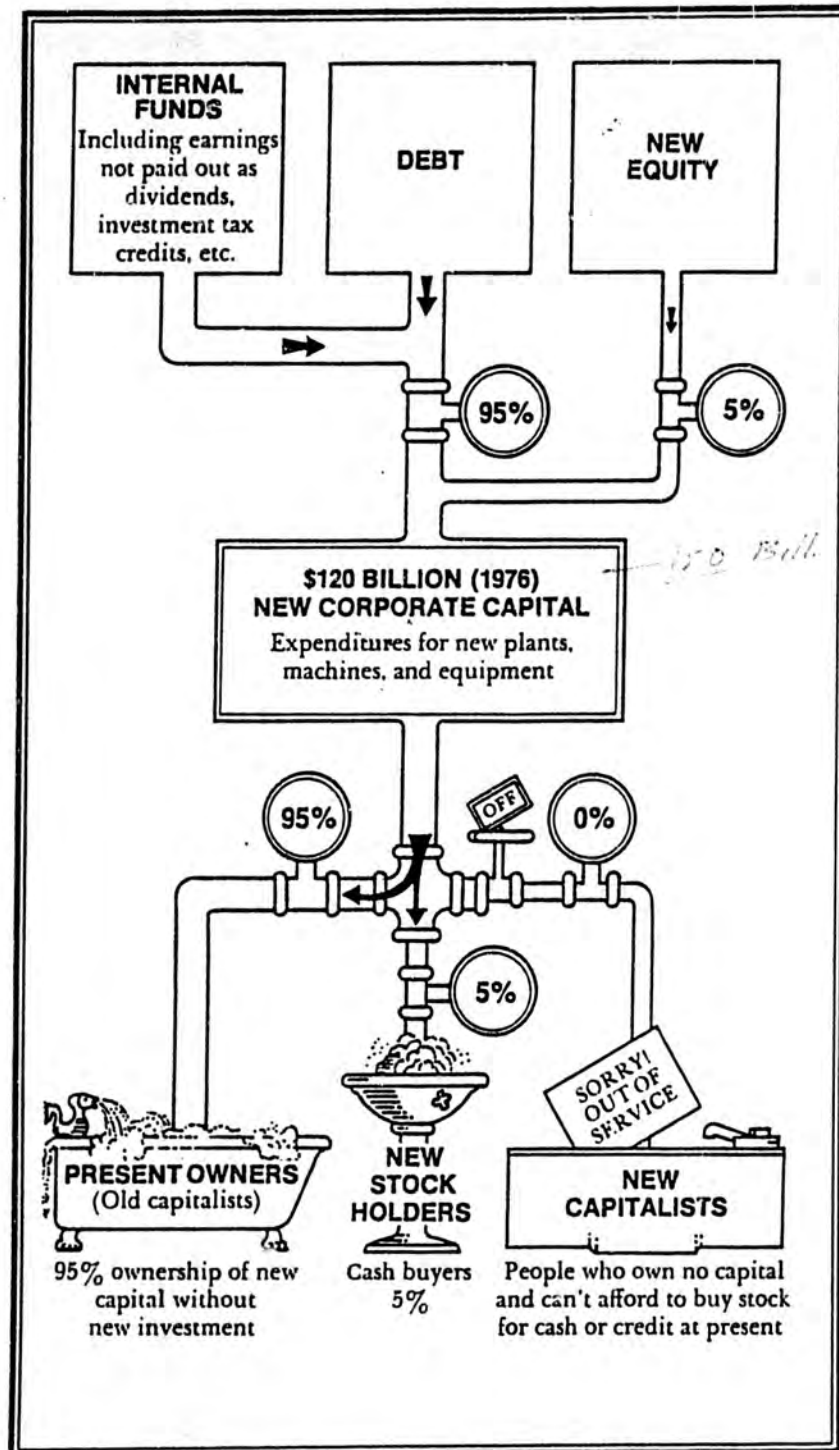 INTERNAL
FUNDS
Including earnings
not paid out as
dividends,
investment tax
credits, etc.
DEBT
NEW
EQUITY
95%
5%
$120 BILLION (1976)
NEW CORPORATE CAPITAL
Expenditures for new plants,
machines, and equipment
Bill.
95%
OFF
0%
5%
SORRY!
OUT OF
SERVICE
PRESENT OWNERS
(Old capitalists)
NEW
STOCK
HOLDERS
NEW
CAPITALISTS
95% ownership of new
capital without
new investment
Cash buyers
5%
People who own no capital
and can't afford to buy stock
for cash or credit at present